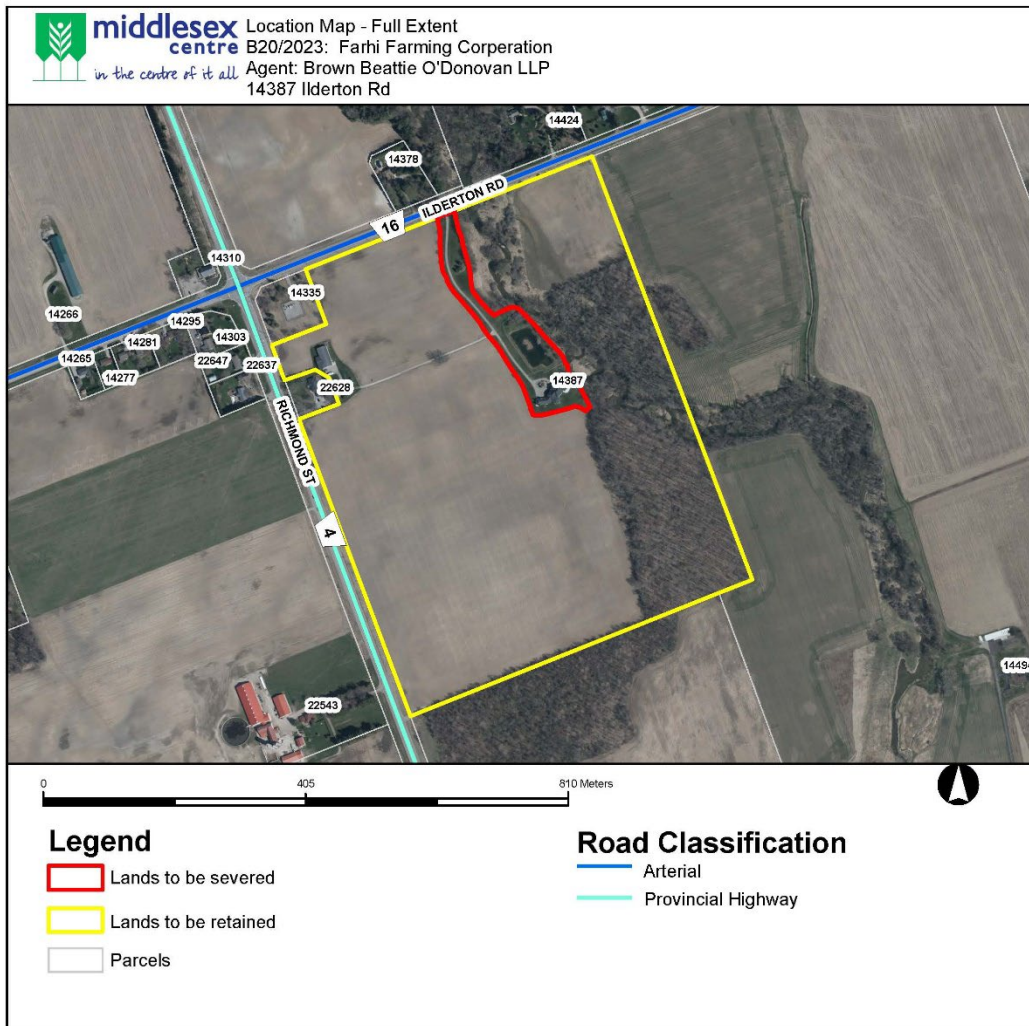 middlesex
centre
in the centre of it all
Location Map - Full Extent
B20/2023: Farhi Farming Corperation
Agent: Brown Beattie O'Donovan LLP
14387 Ilderton Rd
14424
14378
ILDERTON RD
16
14310
14335
14266
14295
14303
14281
14265
14277
22647
22637
22628
14387
RICHMOND ST
4
22543
14494
0 405 810 Meters
Legend
Lands to be severed
Lands to be retained
Parcels
Road Classification
Arterial
Provincial Highway